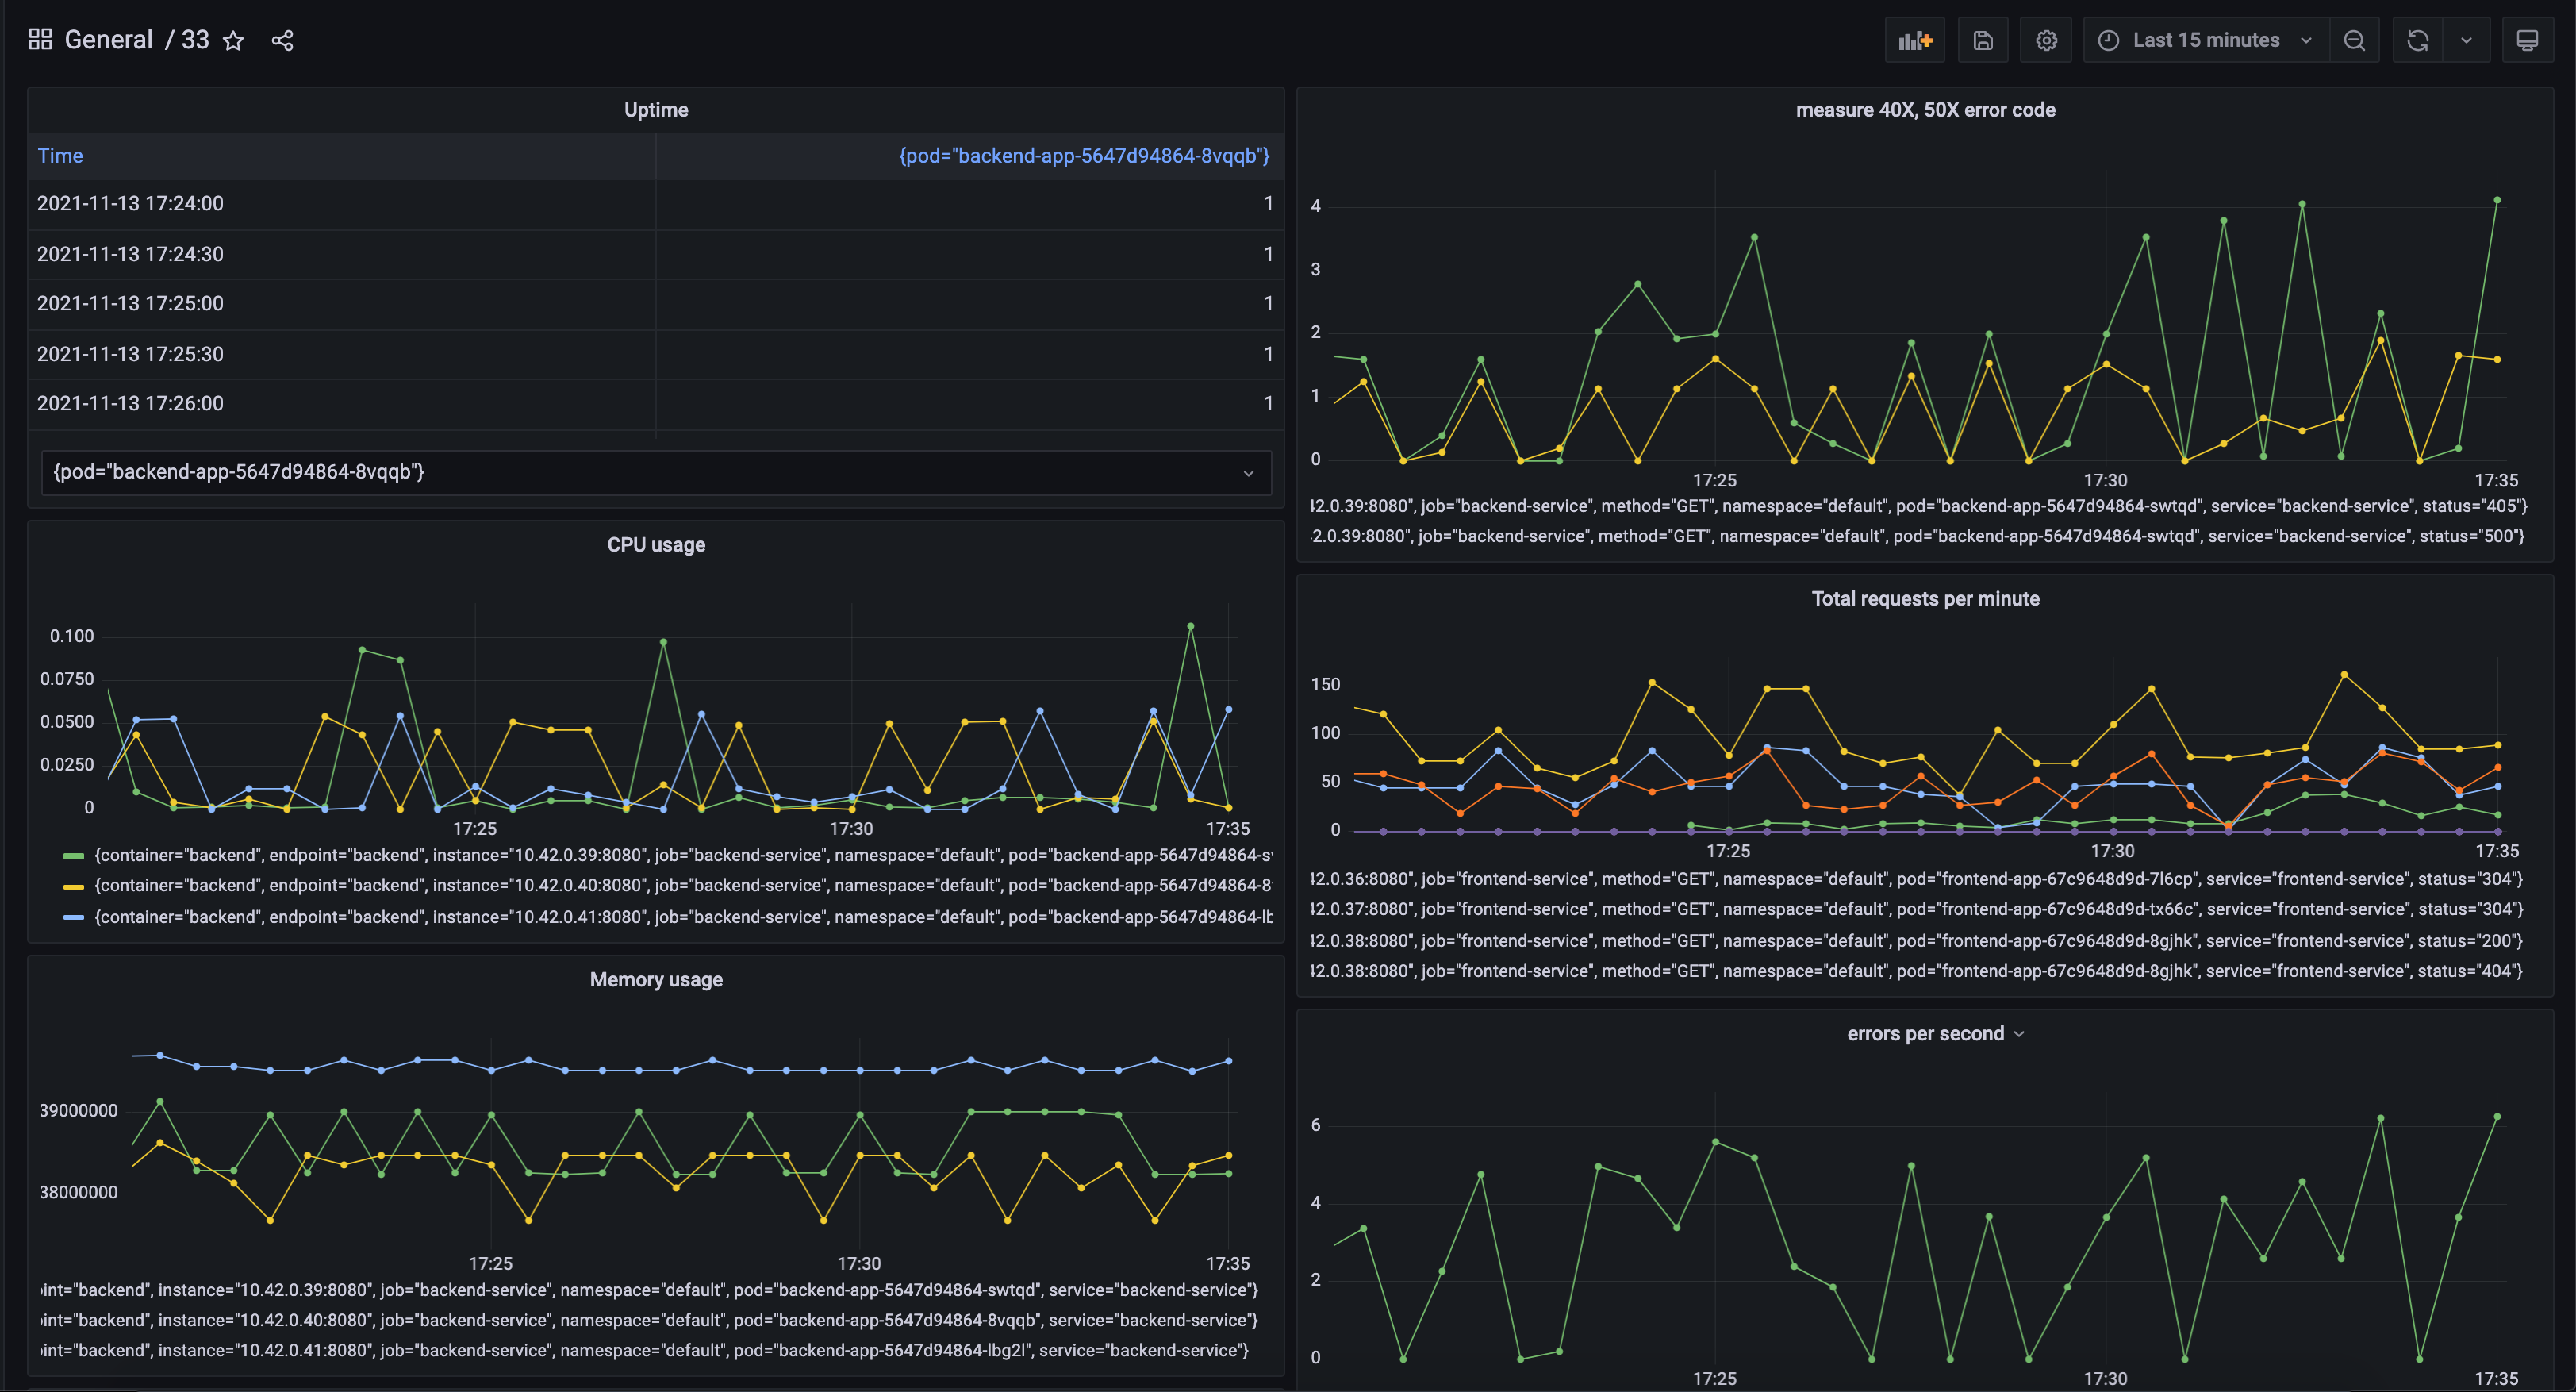 General / 33
Last 15 minutes
Uptime
Time {pod="backend-app-5647d94864-8vqqb"}
2021-11-13 17:24:00 1
2021-11-13 17:24:30 1
2021-11-13 17:25:00 1
2021-11-13 17:25:30 1
2021-11-13 17:26:00 1
{pod="backend-app-5647d94864-8vqqb"}
CPU usage
0.100
0.0750
0.0500
0.0250
0
17:25 17:30 17:35
{container="backend", endpoint="backend", instance="10.42.0.39:8080", job="backend-service", namespace="default", pod="backend-app-5647d94864-s
{container="backend", endpoint="backend", instance="10.42.0.40:8080", job="backend-service", namespace="default", pod="backend-app-5647d94864-8
{container="backend", endpoint="backend", instance="10.42.0.41:8080", job="backend-service", namespace="default", pod="backend-app-5647d94864-lb
Memory usage
39000000
38000000
17:25 17:30 17:35
int="backend", instance="10.42.0.39:8080", job="backend-service", namespace="default", pod="backend-app-5647d94864-swtqd", service="backend-service"}
int="backend", instance="10.42.0.40:8080", job="backend-service", namespace="default", pod="backend-app-5647d94864-8vqqb", service="backend-service"}
int="backend", instance="10.42.0.41:8080", job="backend-service", namespace="default", pod="backend-app-5647d94864-lbg2l", service="backend-service"}
measure 40X, 50X error code
4
3
2
1
0
17:25 17:30 17:35
2.0.39:8080", job="backend-service", method="GET", namespace="default", pod="backend-app-5647d94864-swtqd", service="backend-service", status="405"}
2.0.39:8080", job="backend-service", method="GET", namespace="default", pod="backend-app-5647d94864-swtqd", service="backend-service", status="500"}
Total requests per minute
150
100
50
0
17:25 17:30 17:35
2.0.36:8080", job="frontend-service", method="GET", namespace="default", pod="frontend-app-67c9648d9d-7l6cp", service="frontend-service", status="304"}
2.0.37:8080", job="frontend-service", method="GET", namespace="default", pod="frontend-app-67c9648d9d-tx66c", service="frontend-service", status="304"}
2.0.38:8080", job="frontend-service", method="GET", namespace="default", pod="frontend-app-67c9648d9d-8gjhk", service="frontend-service", status="200"}
2.0.38:8080", job="frontend-service", method="GET", namespace="default", pod="frontend-app-67c9648d9d-8gjhk", service="frontend-service", status="404"}
errors per second
6
4
2
0
17:25 17:30 17:35